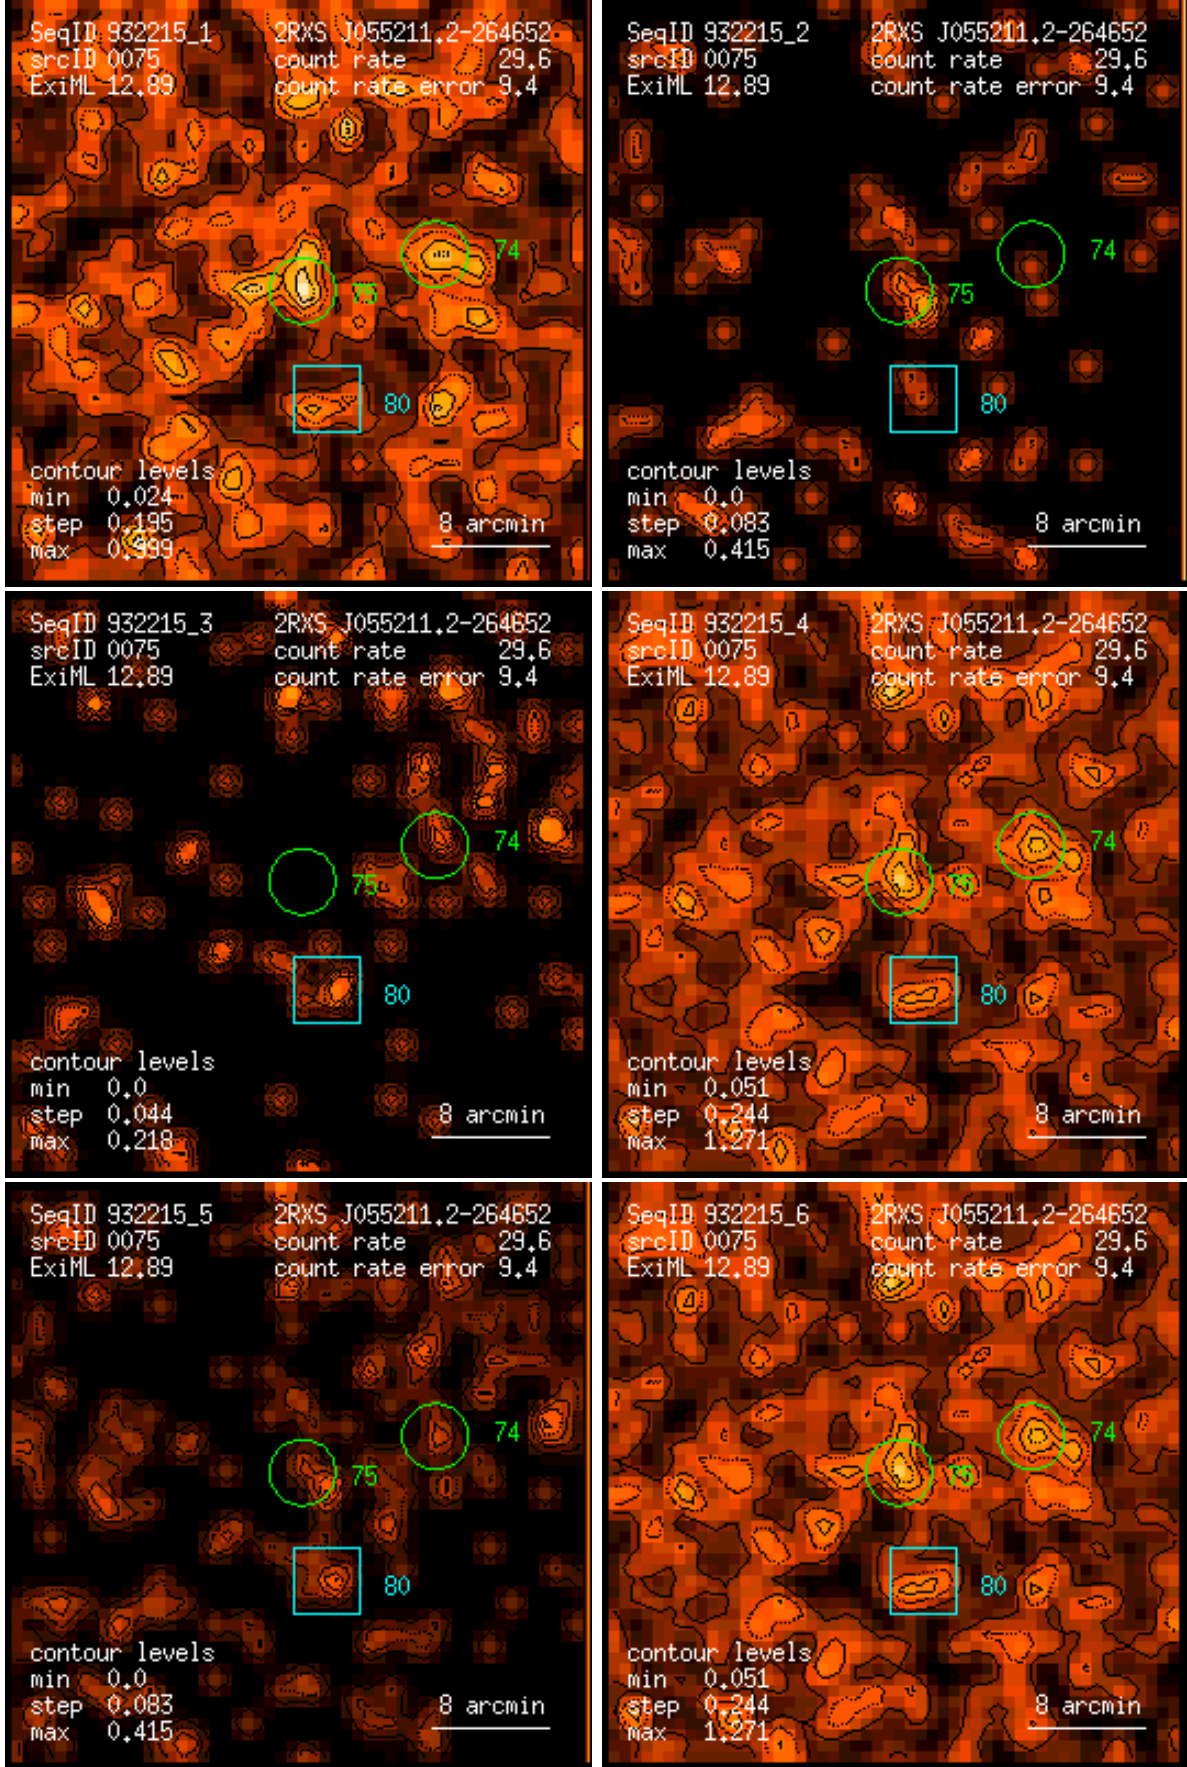 SeqID 932215_1 2RXS J055211.2-264652
srcID 0075 count rate 29.6
ExiML 12.89 count rate error 9.4
74
75
80
contour levels
min 0.024
step 0.195
max 0.999
8 arcmin
SeqID 932215_2 2RXS J055211.2-264652
srcID 0075 count rate 29.6
ExiML 12.89 count rate error 9.4
74
75
80
contour levels
min 0.0
step 0.083
max 0.415
8 arcmin
SeqID 932215_3 2RXS J055211.2-264652
srcID 0075 count rate 29.6
ExiML 12.89 count rate error 9.4
74
75
80
contour levels
min 0.0
step 0.044
max 0.218
8 arcmin
SeqID 932215_4 2RXS J055211.2-264652
srcID 0075 count rate 29.6
ExiML 12.89 count rate error 9.4
74
75
80
contour levels
min 0.051
step 0.244
max 1.271
8 arcmin
SeqID 932215_5 2RXS J055211.2-264652
srcID 0075 count rate 29.6
ExiML 12.89 count rate error 9.4
74
75
80
contour levels
min 0.0
step 0.083
max 0.415
8 arcmin
SeqID 932215_6 2RXS J055211.2-264652
srcID 0075 count rate 29.6
ExiML 12.89 count rate error 9.4
74
75
80
contour levels
min 0.051
step 0.244
max 1.271
8 arcmin